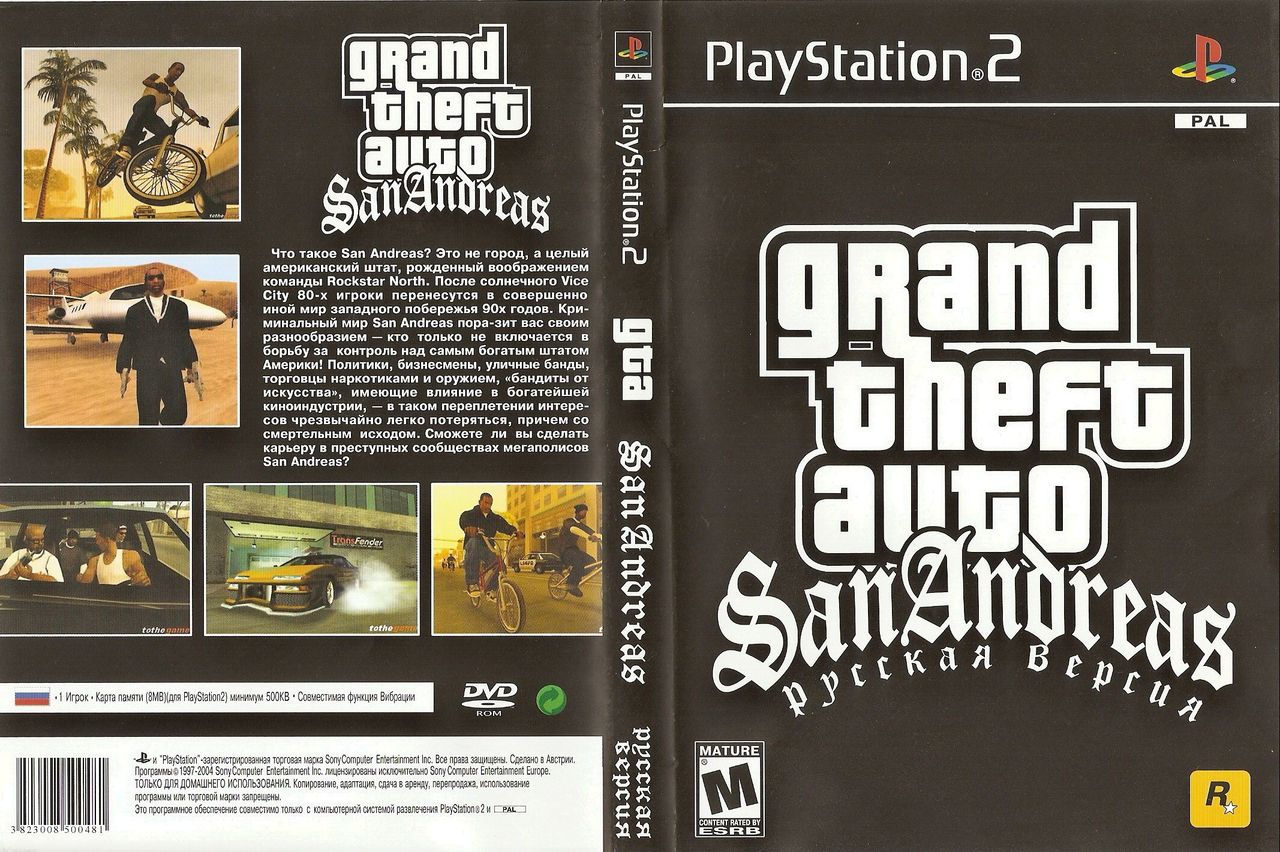 grand
theft
auto
San Andreas
Что такое San Andreas? Это не город, а целый
американский штат, рожденный воображением
команды Rockstar North. После солнечного Vice
City 80-х игроки перенесутся в совершенно
иной мир западного побережья 90х годов. Кри-
минальный мир San Andreas пора-зит вас своим
разнообразием — кто только не включается в
борьбу за контроль над самым богатым штатом
Америки! Политики, бизнесмены, уличные банды,
торговцы наркотиками и оружием, «бандиты от
искусства», имеющие влияние в богатейшей
киноиндустрии, — в таком переплетении интере-
сов чрезвычайно легко потеряться, причем со
смертельным исходом. Сможете ли вы сделать
карьеру в преступных сообществах мегаполисов
San Andreas?
tothe
TransFender
tothegame
tothegame
• 1 Игрок • Карта памяти (8MB)(для PlayStation2) минимум 500KB • Совместимая функция Вибрации
DVD
ROM
и "PlayStation"-зарегистрированная торговая марка Sony Computer Entertainment Inc. Все права защищены. Сделано в Австрии.
Программы © 1997-2004 Sony Computer Entertainment Inc. лицензированы исключительно Sony Computer Entertainment Europe.
ТОЛЬКО ДЛЯ ДОМАШНЕГО ИСПОЛЬЗОВАНИЯ. Копирование, адаптация, сдача в аренду, перепродажа, использование
программы или торговой марки запрещены.
Это программное обеспечение совместимо только с компьютерной системой развлечения PlayStation® 2 и PAL
3 823008 500481
PAL
PlayStation®2
gta
San Andreas
русская
версия
PlayStation®2
PAL
grand
theft
auto
San Andreas
русская версия
MATURE
M
CONTENT RATED BY
ESRB
R